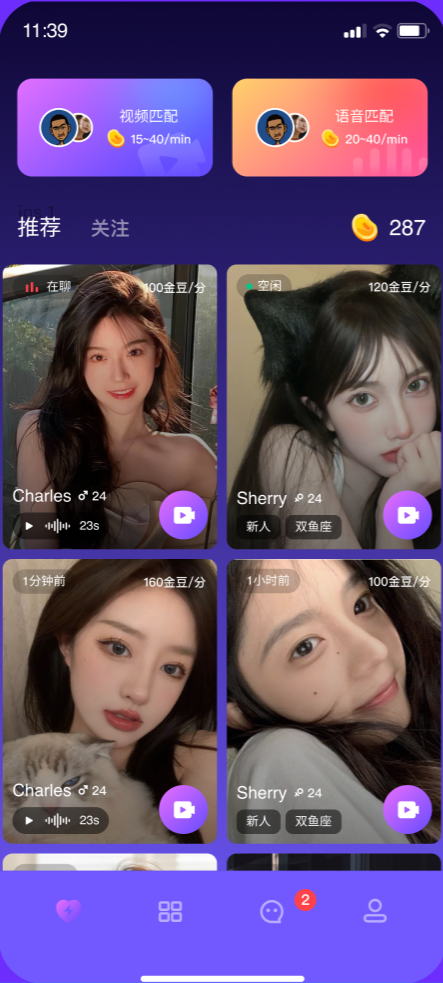 11:39
视频匹配
15~40/min
语音匹配
20~40/min
推荐
关注
287
在聊
100金豆/分
空闲
120金豆/分
Charles ♂ 24
23s
Sherry 24
新人
双鱼座
1分钟前
160金豆/分
1小时前
100金豆/分
Charles ♂ 24
23s
Sherry 24
新人
双鱼座
2